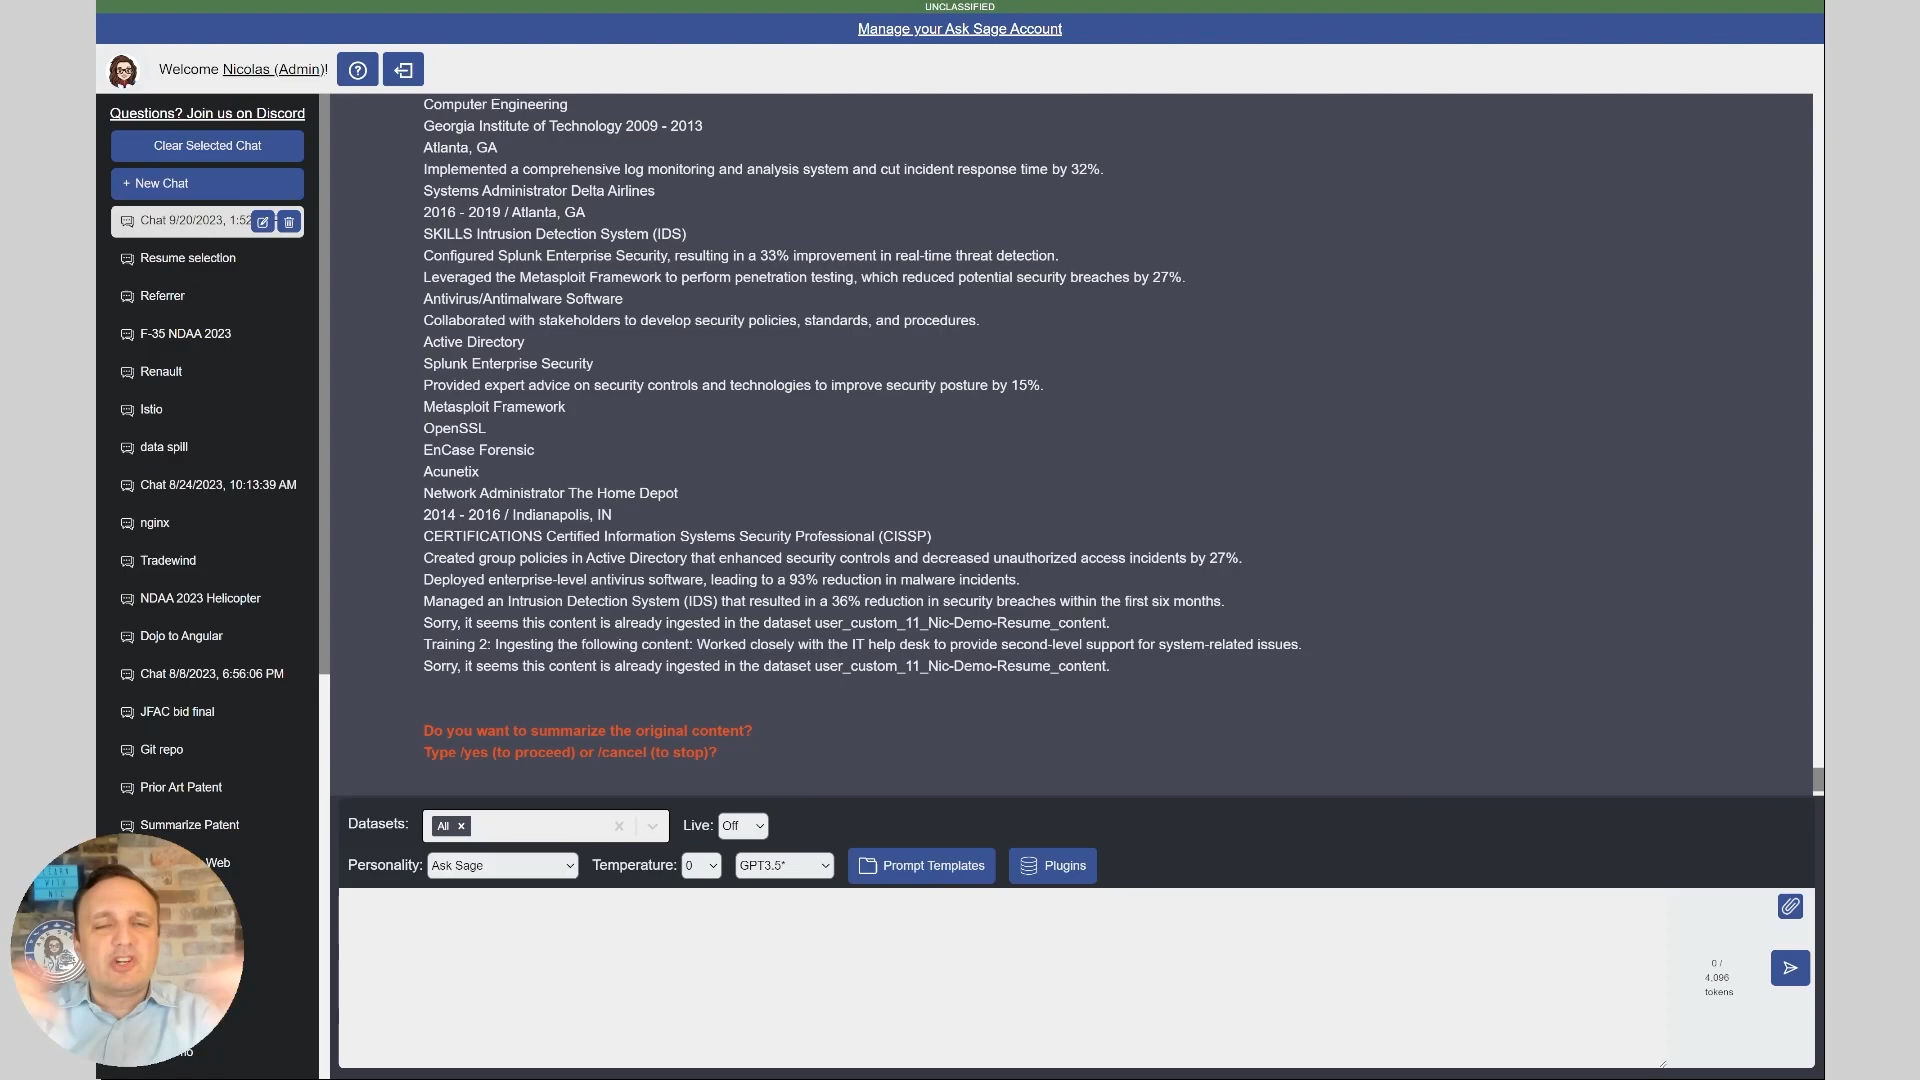 UNCLASSIFIED
Manage your Ask Sage Account
Welcome Nicolas (Admin)!
Questions? Join us on Discord
Clear Selected Chat
+ New Chat
Chat 9/20/2023, 1:52
Resume selection
Referrer
F-35 NDAA 2023
Renault
Istio
data spill
Chat 8/24/2023, 10:13:39 AM
nginx
Tradewind
NDAA 2023 Helicopter
Dojo to Angular
Chat 8/8/2023, 6:56:06 PM
JFAC bid final
Git repo
Prior Art Patent
Summarize Patent
Web
Computer Engineering
Georgia Institute of Technology 2009 - 2013
Atlanta, GA
Implemented a comprehensive log monitoring and analysis system and cut incident response time by 32%.
Systems Administrator Delta Airlines
2016 - 2019 / Atlanta, GA
SKILLS Intrusion Detection System (IDS)
Configured Splunk Enterprise Security, resulting in a 33% improvement in real-time threat detection.
Leveraged the Metasploit Framework to perform penetration testing, which reduced potential security breaches by 27%.
Antivirus/Antimalware Software
Collaborated with stakeholders to develop security policies, standards, and procedures.
Active Directory
Splunk Enterprise Security
Provided expert advice on security controls and technologies to improve security posture by 15%.
Metasploit Framework
OpenSSL
EnCase Forensic
Acunetix
Network Administrator The Home Depot
2014 - 2016 / Indianapolis, IN
CERTIFICATIONS Certified Information Systems Security Professional (CISSP)
Created group policies in Active Directory that enhanced security controls and decreased unauthorized access incidents by 27%.
Deployed enterprise-level antivirus software, leading to a 93% reduction in malware incidents.
Managed an Intrusion Detection System (IDS) that resulted in a 36% reduction in security breaches within the first six months.
Sorry, it seems this content is already ingested in the dataset user_custom_11_Nic-Demo-Resume_content.
Training 2: Ingesting the following content: Worked closely with the IT help desk to provide second-level support for system-related issues.
Sorry, it seems this content is already ingested in the dataset user_custom_11_Nic-Demo-Resume_content.
Do you want to summarize the original content?
Type /yes (to proceed) or /cancel (to stop)?
Datasets: All × Live: Off
Personality: Ask Sage Temperature: 0 GPT3.5* Prompt Templates Plugins
0 /
4,096
tokens